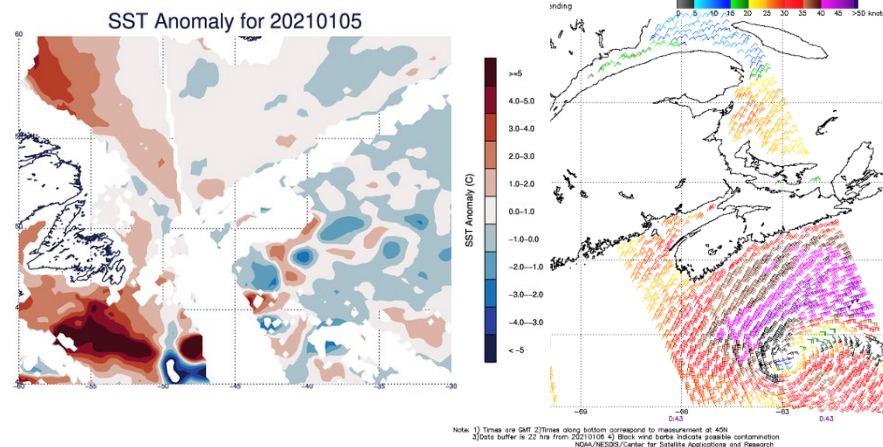 SST Anomaly for 20210105
60
-60
-55
-50
-45
-40
-35
-30
SST Anomaly (C)
>=5
4.0-5.0
3.0-4.0
2.0-3.0
1.0-2.0
0.0-1.0
-1.0-0.0
-2.0--1.0
-3.0--2.0
-4.0--3.0
<-5
nding
0 5 10 15 20 25 30 35 40 45 >50 knots
-69
-66
-63
D:43
D:43
Note: 1) Times are GMT 2)Times along bottom correspond to measurement at 45N
3)Data buffer is 22 hrs from 20210106 4) Black wind barbs indicate possible contamination
NOAA/NESDIS/Center for Satellite Applications and Research